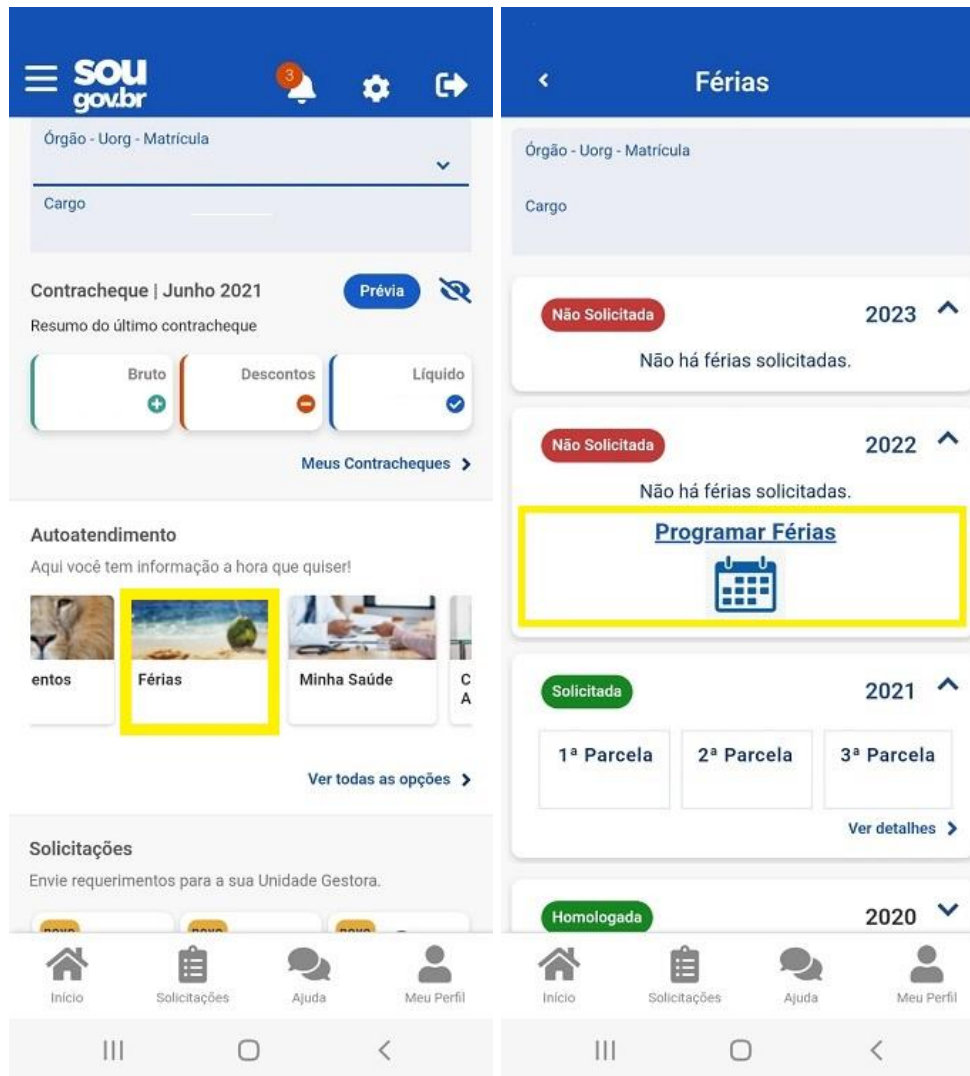 sou
gov.br
3
Órgão - Uorg - Matrícula
Cargo
Contracheque | Junho 2021
Prévia
Resumo do último contracheque
Bruto
Descontos
Líquido
Meus Contracheques
Autoatendimento
Aqui você tem informação a hora que quiser!
entos
Férias
Minha Saúde
C
A
Ver todas as opções
Solicitações
Envie requerimentos para a sua Unidade Gestora.
novo
novo
novo
Início
Solicitações
Ajuda
Meu Perfil
Férias
Órgão - Uorg - Matrícula
Cargo
Não Solicitada
2023
Não há férias solicitadas.
Não Solicitada
2022
Não há férias solicitadas.
Programar Férias
Solicitada
2021
1ª Parcela
2ª Parcela
3ª Parcela
Ver detalhes
Homologada
2020
Início
Solicitações
Ajuda
Meu Perfil